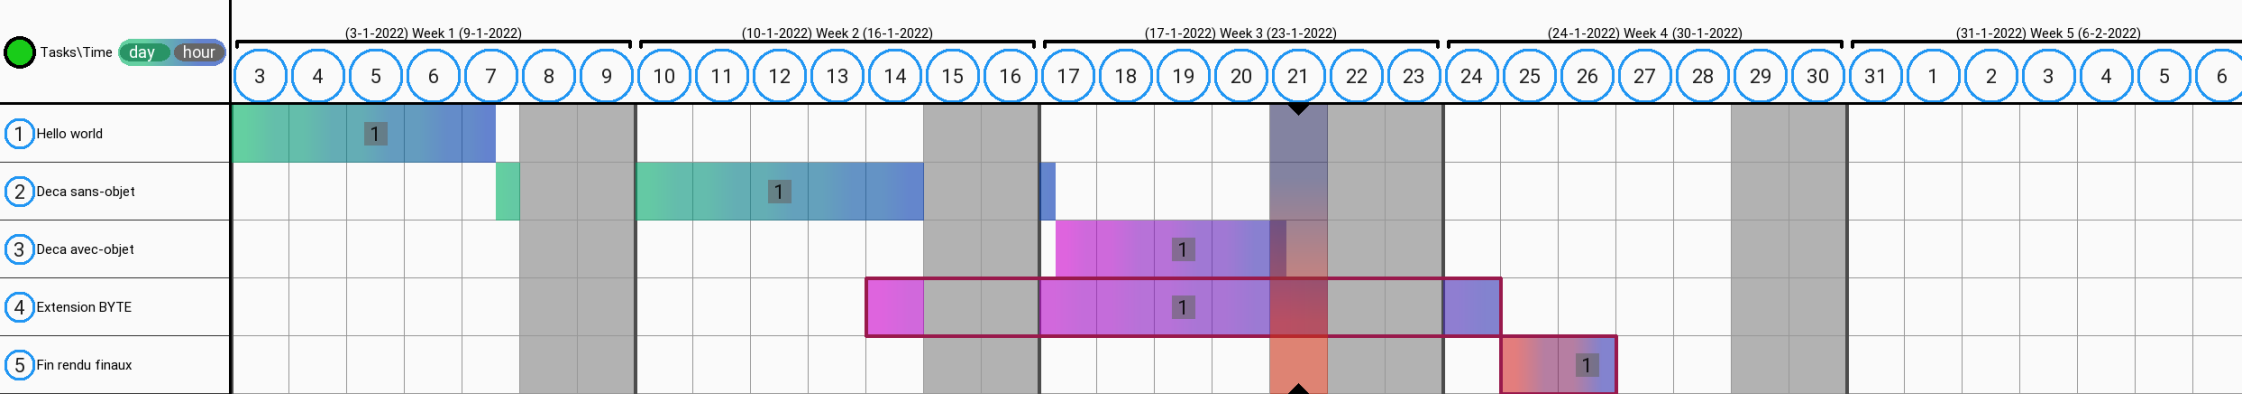 (3-1-2022) Week 1 (9-1-2022) (10-1-2022) Week 2 (16-1-2022) (17-1-2022) Week 3 (23-1-2022) (24-1-2022) Week 4 (30-1-2022) (31-1-2022) Week 5 (6-2-2022)
Tasks\Time day hour
3 4 5 6 7 8 9 10 11 12 13 14 15 16 17 18 19 20 21 22 23 24 25 26 27 28 29 30 31 1 2 3 4 5 6
1 Hello world 1
2 Deca sans-objet 1
3 Deca avec-objet 1
4 Extension BYTE 1
5 Fin rendu finaux 1